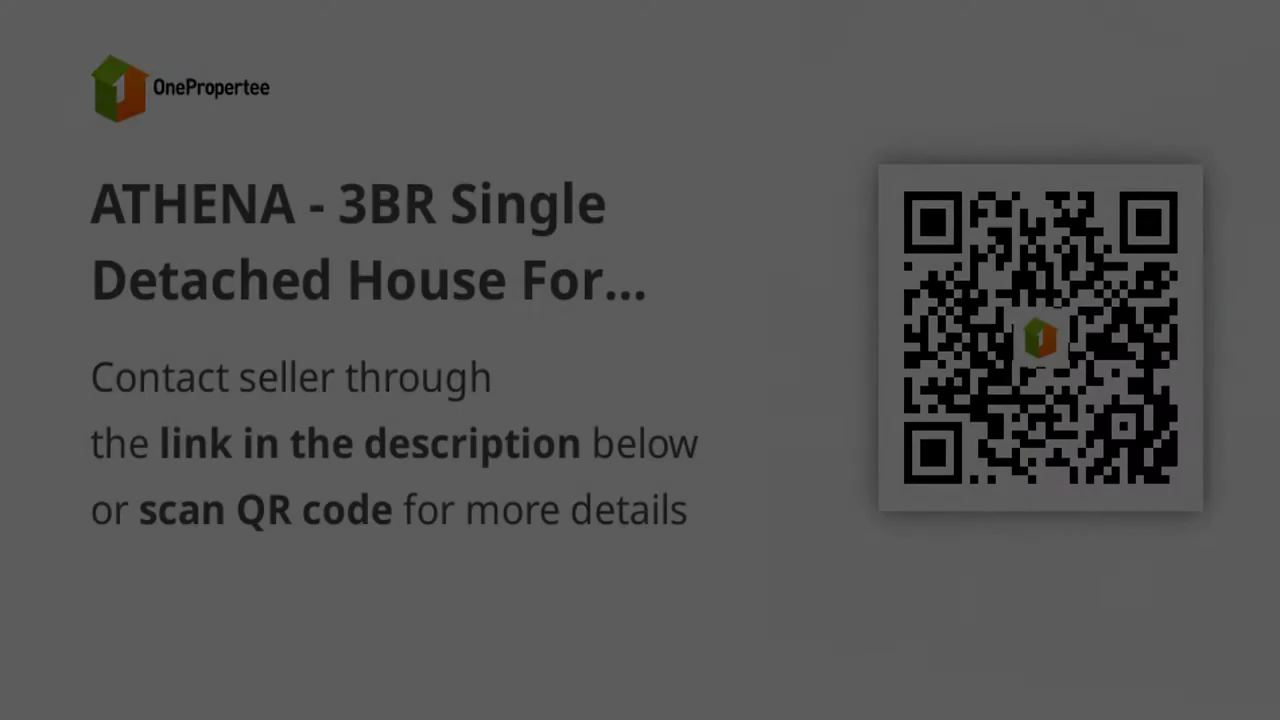 OnePropertee
ATHENA - 3BR Single
Detached House For...
Contact seller through
the link in the description below
or scan QR code for more details